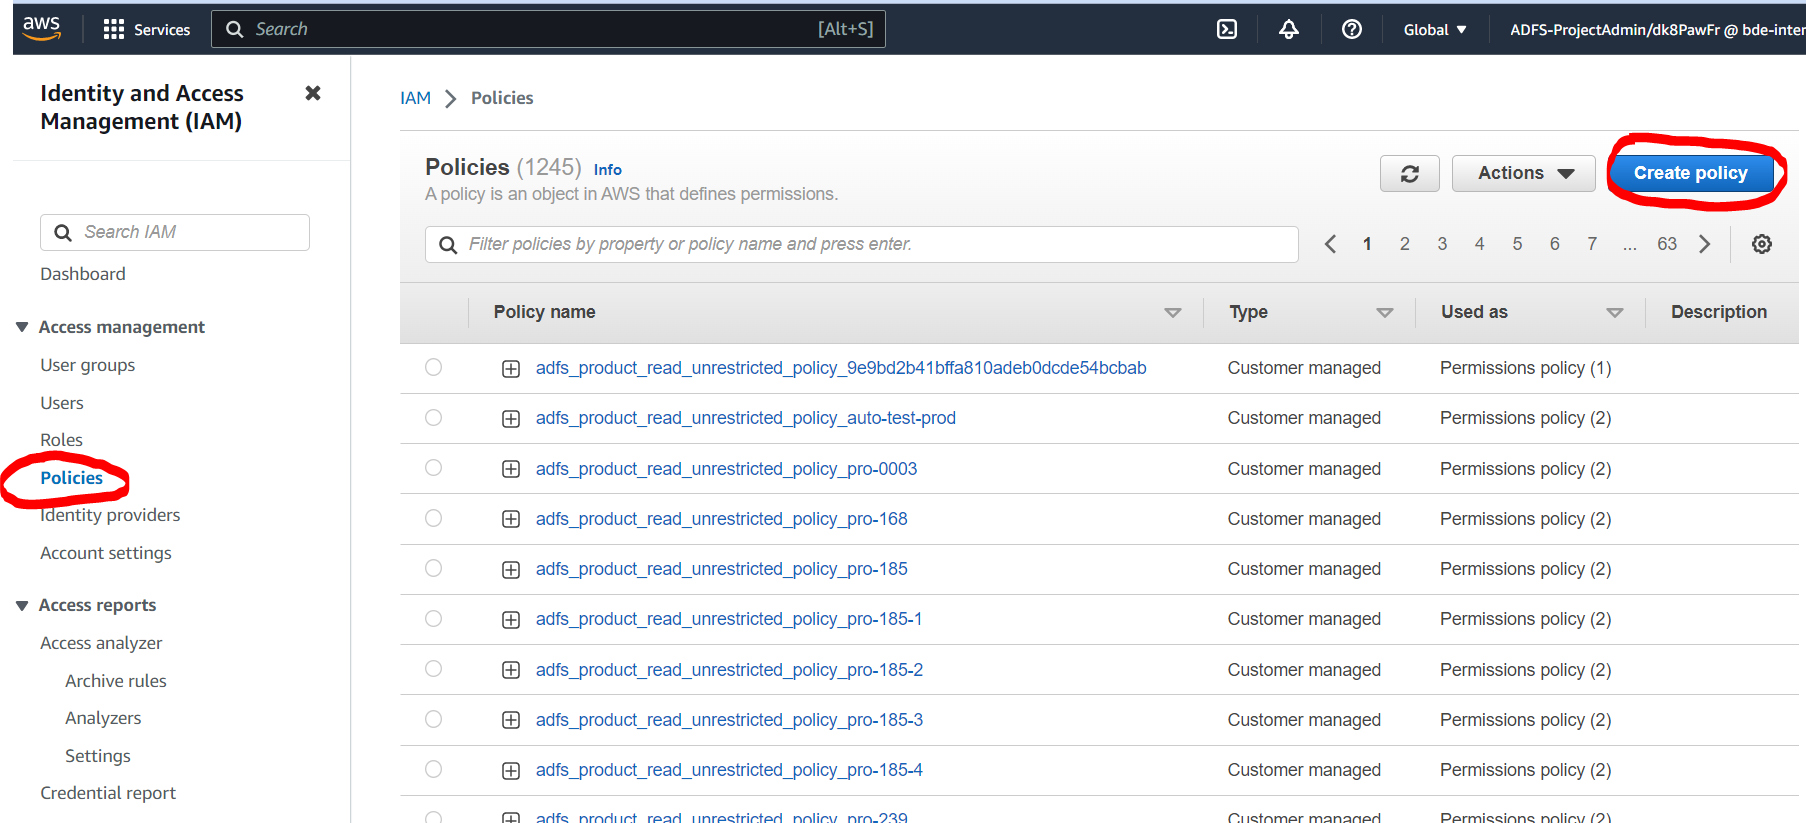 aws Services Search [Alt+S] Global ADFS-ProjectAdmin/dk8PawFr @ bde-inter
Identity and Access
Management (IAM)
Search IAM
Dashboard
Access management
User groups
Users
Roles
Policies
Identity providers
Account settings
Access reports
Access analyzer
Archive rules
Analyzers
Settings
Credential report
IAM Policies
Policies (1245) Info
A policy is an object in AWS that defines permissions.
Actions Create policy
Filter policies by property or policy name and press enter. 1 2 3 4 5 6 7 ... 63
Policy name Type Used as Description
adfs_product_read_unrestricted_policy_9e9bd2b41bffa810adeb0dcde54bcbab Customer managed Permissions policy (1)
adfs_product_read_unrestricted_policy_auto-test-prod Customer managed Permissions policy (2)
adfs_product_read_unrestricted_policy_pro-0003 Customer managed Permissions policy (2)
adfs_product_read_unrestricted_policy_pro-168 Customer managed Permissions policy (2)
adfs_product_read_unrestricted_policy_pro-185 Customer managed Permissions policy (2)
adfs_product_read_unrestricted_policy_pro-185-1 Customer managed Permissions policy (2)
adfs_product_read_unrestricted_policy_pro-185-2 Customer managed Permissions policy (2)
adfs_product_read_unrestricted_policy_pro-185-3 Customer managed Permissions policy (2)
adfs_product_read_unrestricted_policy_pro-185-4 Customer managed Permissions policy (2)
adfs_product_read_unrestricted_policy_pro-239 Customer managed Permissions policy (2)